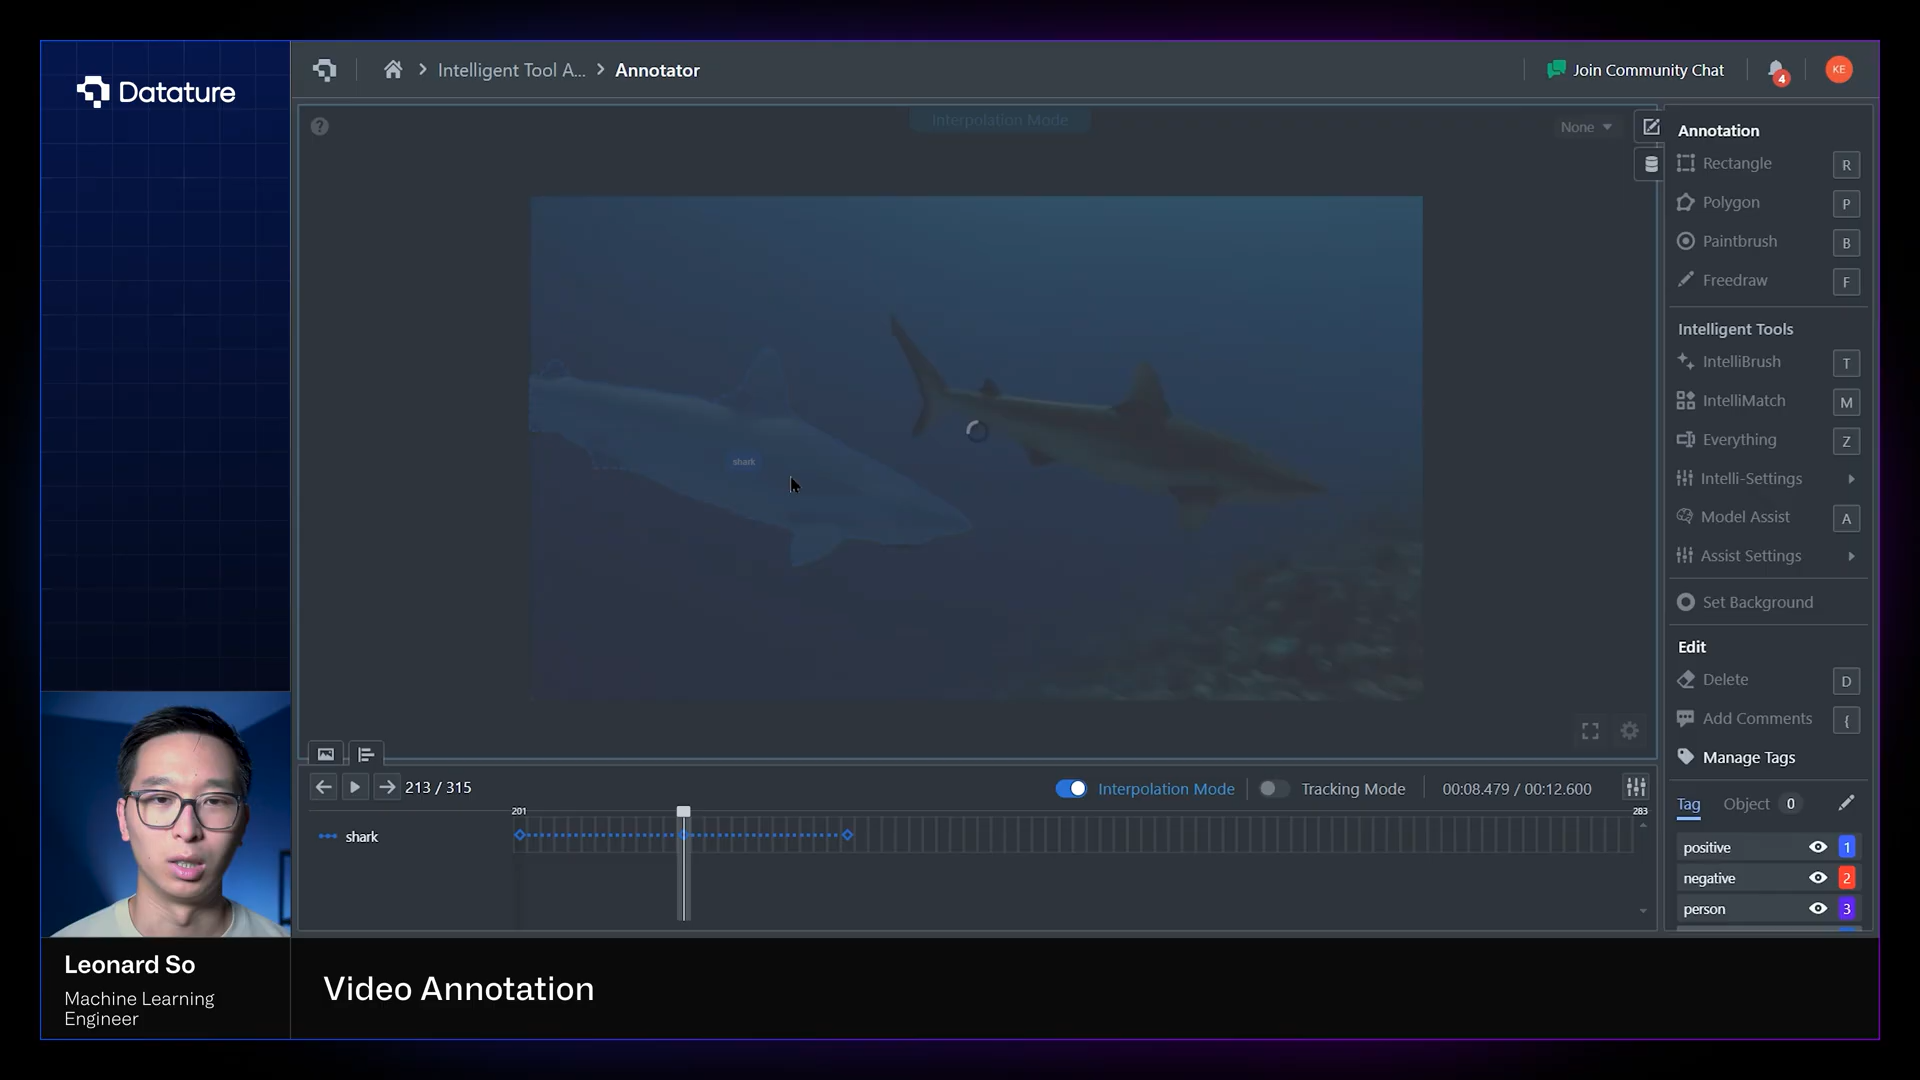 Datature
Intelligent Tool A... > Annotator
Join Community Chat
4
KE
Interpolation Mode
None
shark
Annotation
Rectangle R
Polygon P
Paintbrush B
Freedraw F
Intelligent Tools
IntelliBrush T
IntelliMatch M
Everything Z
Intelli-Settings
Model Assist A
Assist Settings
Set Background
Edit
Delete D
Add Comments {
Manage Tags
Tag Object 0
positive 1
negative 2
person 3
213 / 315
Interpolation Mode
Tracking Mode
00:08.479 / 00:12.600
201
283
shark
Leonard So
Machine Learning
Engineer
Video Annotation